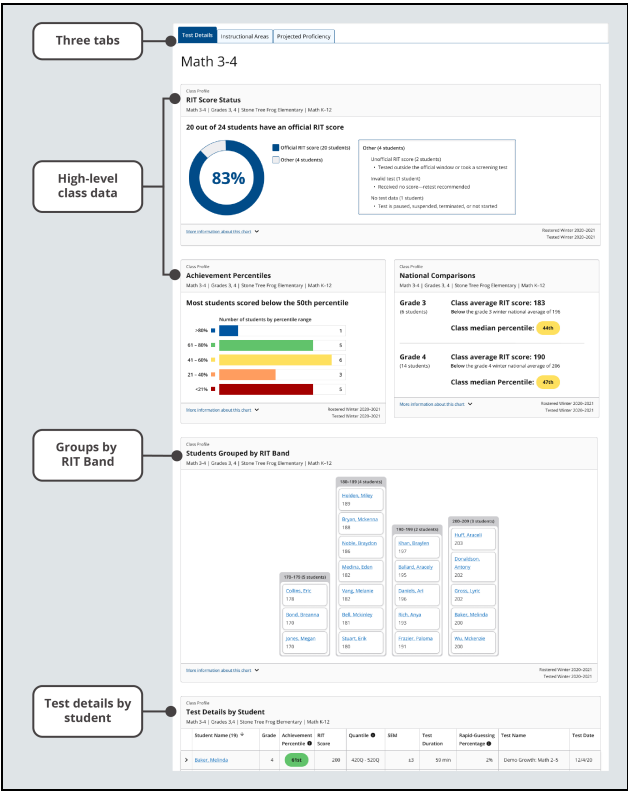 Three tabs
Test Details Instructional Areas Projected Proficiency
Math 3-4
Class Profile
RIT Score Status
Math 3-4 | Grades 3, 4 | Stone Tree Frog Elementary | Math K–12
20 out of 24 students have an official RIT score
83%
Official RIT score (20 students)
Other (4 students)
Other (4 students)
Unofficial RIT score (2 students)
• Tested outside the official window or took a screening test
Invalid test (1 student)
• Received no score—retest recommended
No test data (1 student)
• Test is paused, suspended, terminated, or not started
High-level
class data
More information about this chart
Rostered Winter 2020–2021
Tested Winter 2020–2021
Class Profile
Achievement Percentiles
Math 3-4 | Grades 3, 4 | Stone Tree Frog Elementary | Math K–12
Most students scored below the 50th percentile
Number of students by percentile range
>80% 1
61 – 80% 5
41 – 60% 6
21 – 40% 3
<21% 5
More information about this chart
Rostered Winter 2020–2021
Tested Winter 2020–2021
Class Profile
National Comparisons
Math 3-4 | Grades 3, 4 | Stone Tree Frog Elementary | Math K–12
Grade 3 Class average RIT score: 183
(6 students) Below the grade 3 winter national average of 196
Class median percentile: 44th
Grade 4 Class average RIT score: 190
(14 students) Below the grade 4 winter national average of 206
Class median Percentile: 47th
More information about this chart
Rostered Winter 2020–2021
Tested Winter 2020–2021
Groups by
RIT Band
Class Profile
Students Grouped by RIT Band
Math 3-4 | Grades 3, 4 | Stone Tree Frog Elementary | Math K–12
170–179 (5 students)
Collins, Eric
178
Bond, Breanna
170
Jones, Megan
170
180–189 (4 students)
Holden, Miley
189
Bryan, Mckenna
188
Noble, Braydon
186
Medina, Eden
182
Yang, Melanie
182
Bell, Mckinley
181
Stuart, Erik
180
190–199 (2 students)
Khan, Braylen
197
Ballard, Aracely
195
Daniels, Ari
Rich, Anya
193
Frazier, Paloma
191
200–209 (3 students)
Huff, Araceli
203
Donaldson,
Antony
202
Gross, Lyric
202
Baker, Melinda
200
Wu, Mckenzie
200
More information about this chart
Rostered Winter 2020–2021
Tested Winter 2020–2021
Test details by
student
Class Profile
Test Details by Student
Math 3-4 | Grades 3,4 | Stone Tree Frog Elementary | Math K-12
Student Name (19) Grade Achievement Percentile RIT Score Quantile SEM Test Duration Rapid-Guessing Percentage Test Name Test Date
Baker, Melinda 4 61st 200 420Q - 520Q ±3 50 min 2% Demo Growth: Math 2–5 12/4/20